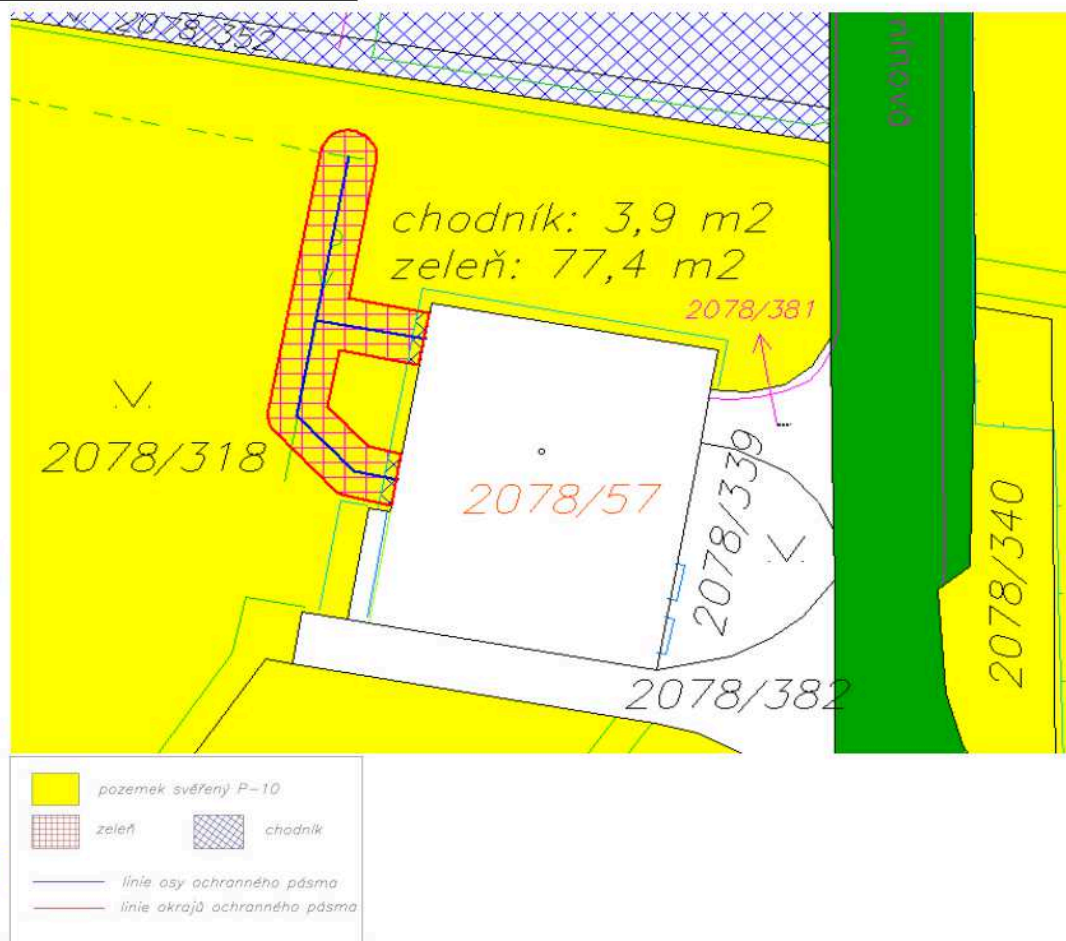 2078/352
chodník: 3,9 m2
zeleň: 77,4 m2
2078/381
2078/318
2078/57
2078/339
2078/340
2078/382
pozemek svěřený P-10
zeleň
chodník
linie osy ochranného pásma
linie okrajů ochranného pásma